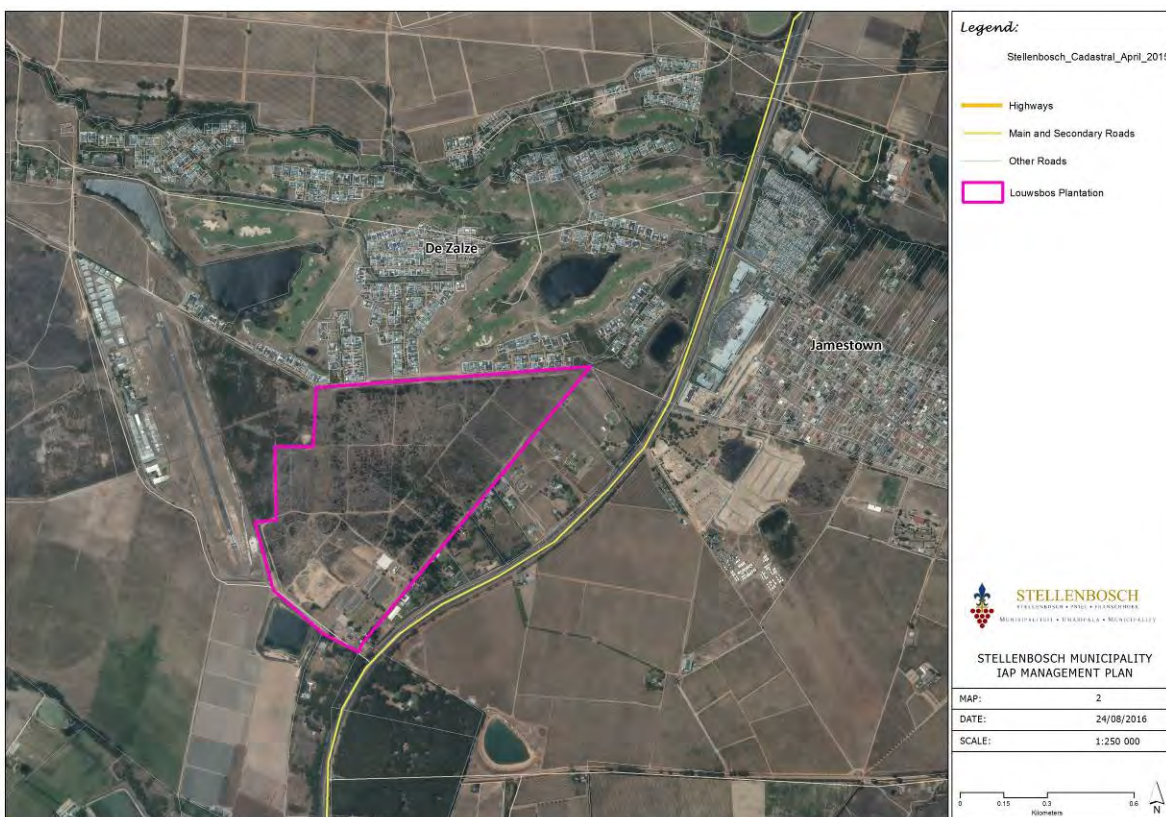 Legend:
Stellenbosch_Cadastral_April_2015
Highways
Main and Secondary Roads
Other Roads
Louwsbos Plantation
De Zalze
Jamestown
STELLENBOSCH
STELLENBOSCH • PNIEL • FRANSCHHOEK
MUNISIPALITEIT • UMASIPALA • MUNICIPALITY
STELLENBOSCH MUNICIPALITY
IAP MANAGEMENT PLAN
MAP: 2
DATE: 24/08/2016
SCALE: 1:250 000
0 0.15 0.3 0.6
Kilometers
N